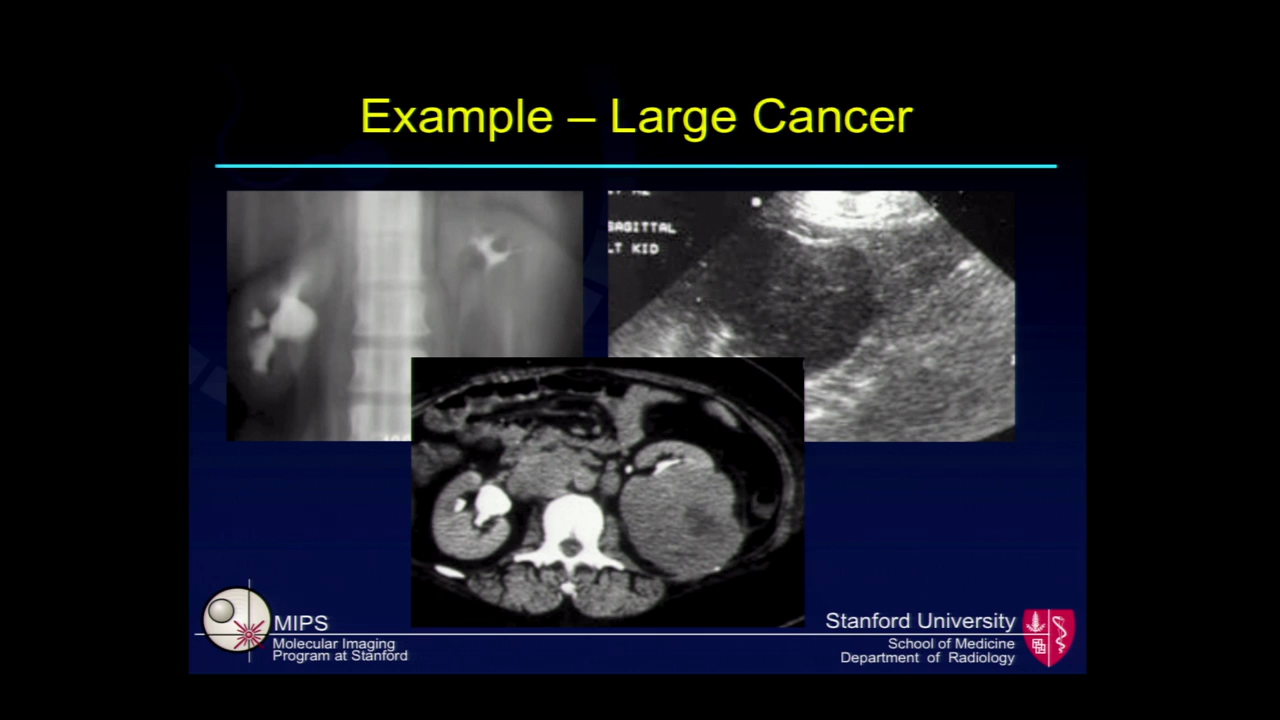 Example – Large Cancer
SAGITTAL
LT KID
MIPS
Molecular Imaging
Program at Stanford
Stanford University
School of Medicine
Department of Radiology